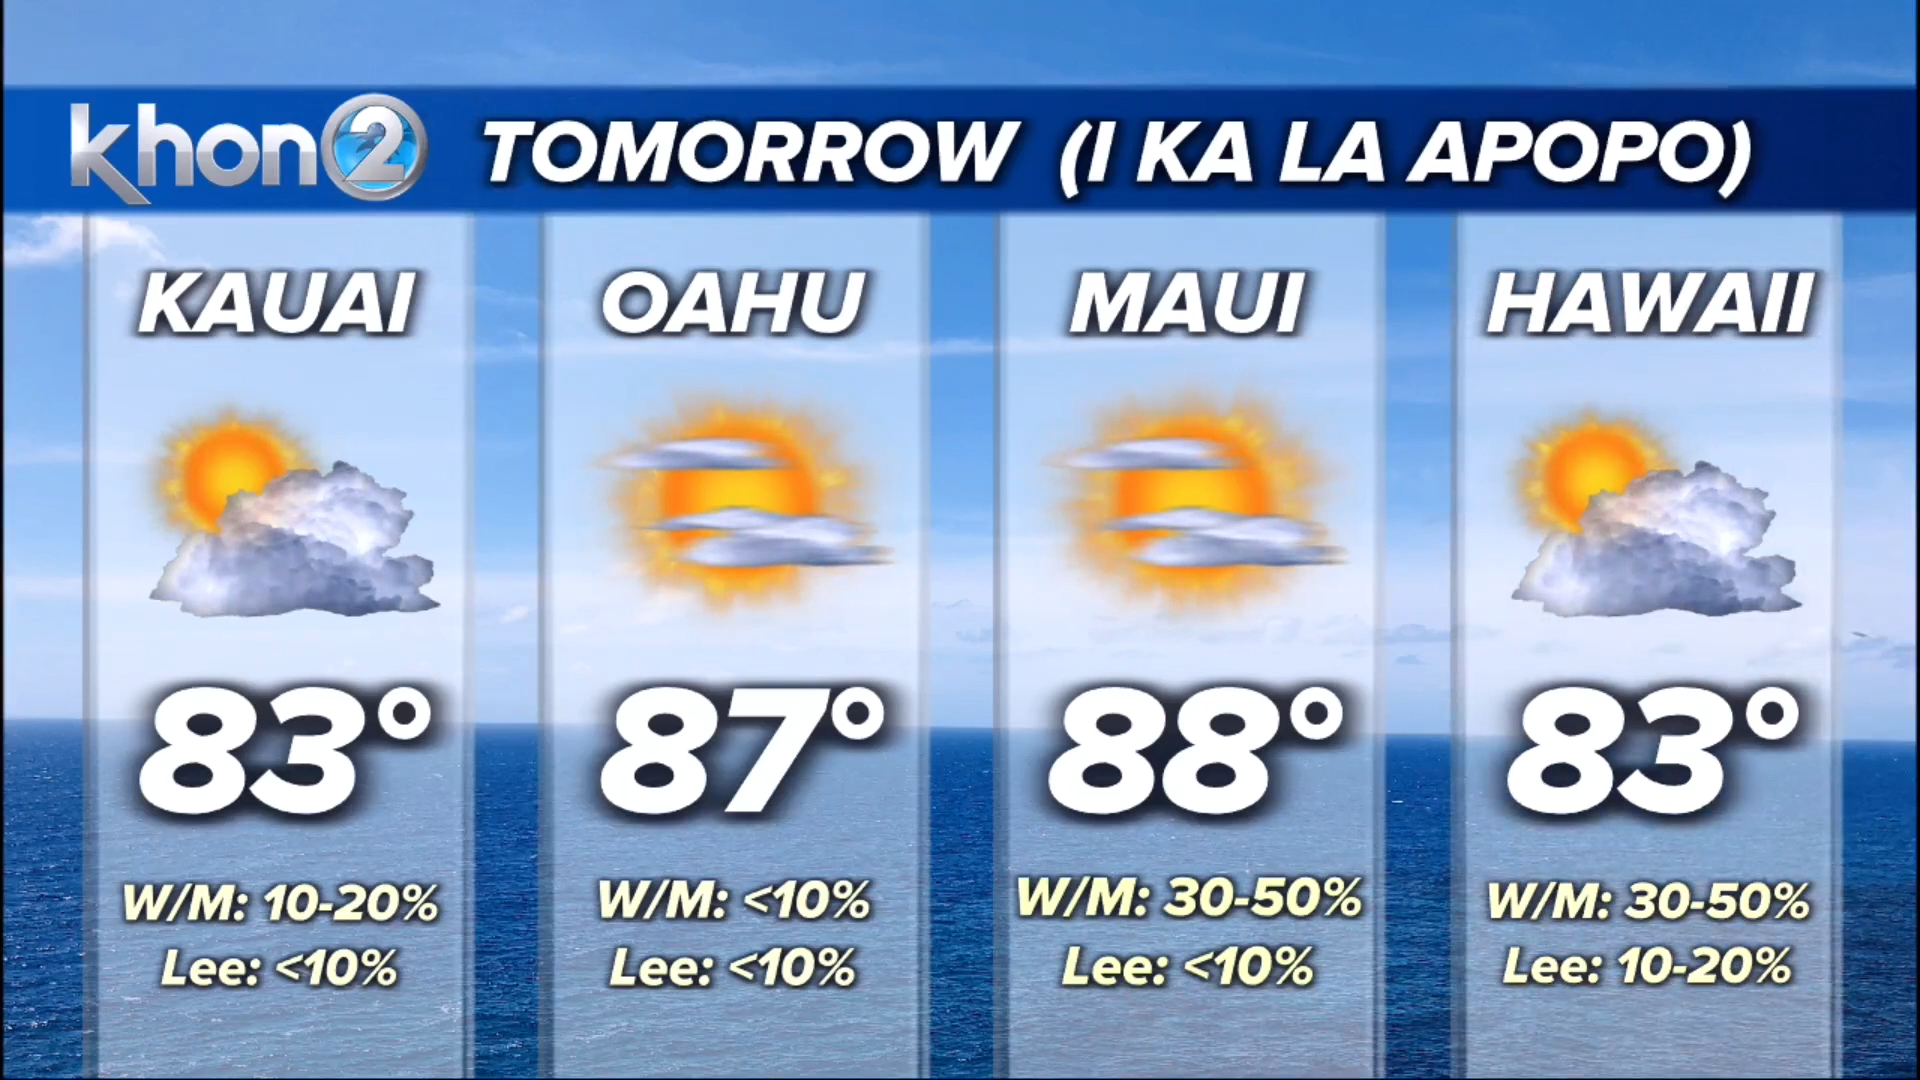 khon2 TOMORROW (I KA LA APOPO)
KAUAI
83°
W/M: 10-20%
Lee: <10%
OAHU
87°
W/M: <10%
Lee: <10%
MAUI
88°
W/M: 30-50%
Lee: <10%
HAWAII
83°
W/M: 30-50%
Lee: 10-20%